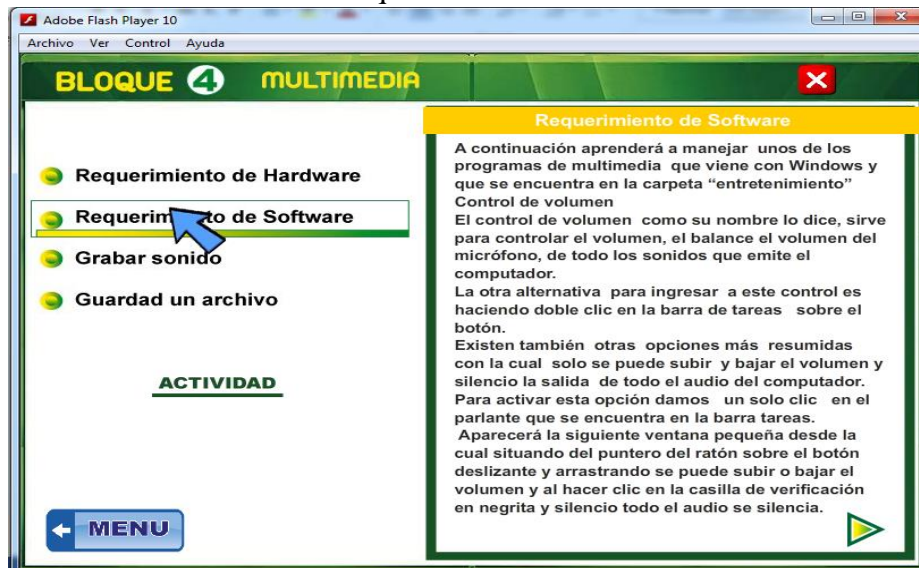 Adobe Flash Player 10
Archivo Ver Control Ayuda
BLOQUE 4 MULTIMEDIA
Requerimiento de Hardware
Requerimiento de Software
Grabar sonido
Guardad un archivo
ACTIVIDAD
MENU
Requerimiento de Software
A continuación aprenderá a manejar unos de los
programas de multimedia que viene con Windows y
que se encuentra en la carpeta “entretenimiento”
Control de volumen
El control de volumen como su nombre lo dice, sirve
para controlar el volumen, el balance el volumen del
micrófono, de todo los sonidos que emite el
computador.
La otra alternativa para ingresar a este control es
haciendo doble clic en la barra de tareas sobre el
botón.
Existen también otras opciones más resumidas
con la cual solo se puede subir y bajar el volumen y
silencio la salida de todo el audio del computador.
Para activar esta opción damos un solo clic en el
parlante que se encuentra en la barra tareas.
Aparecerá la siguiente ventana pequeña desde la
cual situando del puntero del ratón sobre el botón
deslizante y arrastrando se puede subir o bajar el
volumen y al hacer clic en la casilla de verificación
en negrita y silencio todo el audio se silencia.